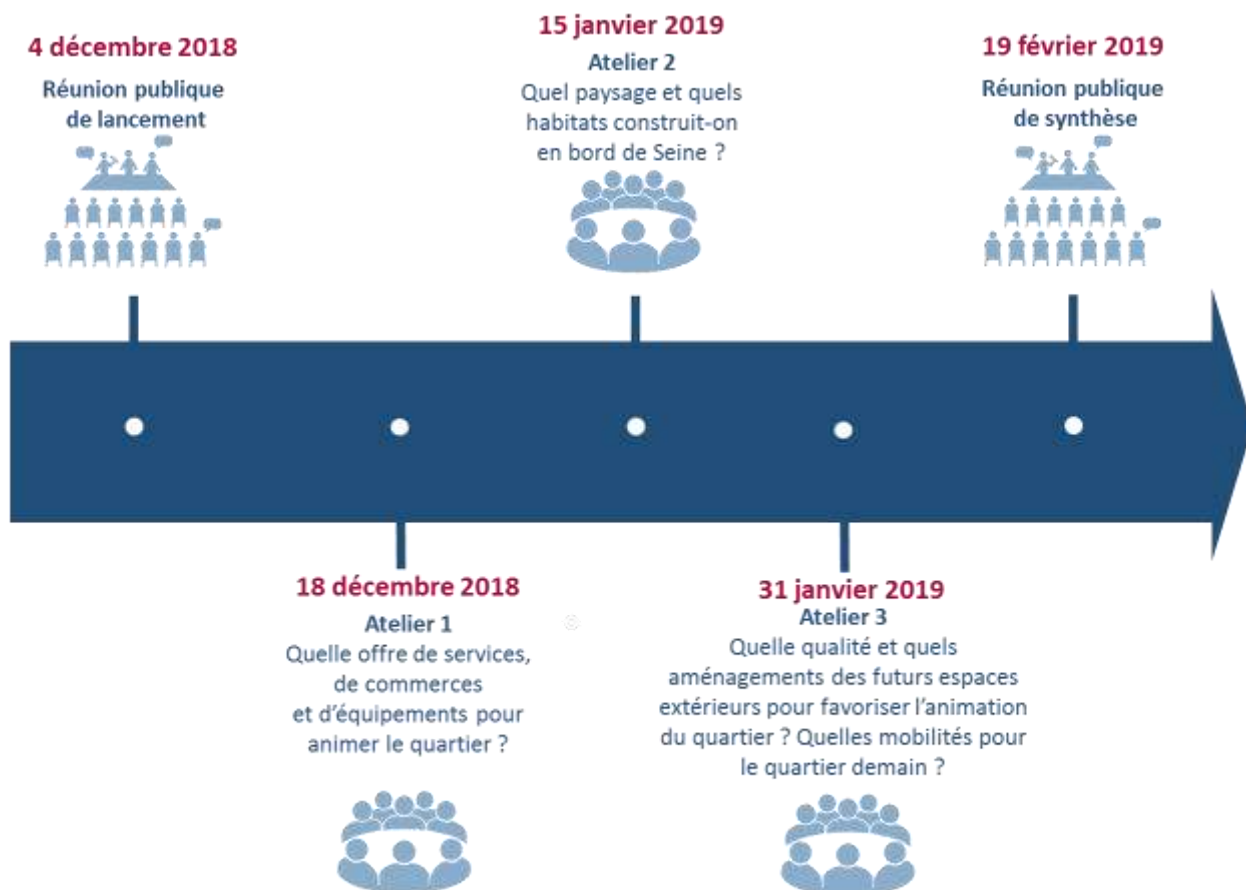 4 décembre 2018
Réunion publique
de lancement
18 décembre 2018
Atelier 1
Quelle offre de services,
de commerces
et d’équipements pour
animer le quartier ?
15 janvier 2019
Atelier 2
Quel paysage et quels
habitats construit-on
en bord de Seine ?
31 janvier 2019
Atelier 3
Quelle qualité et quels
aménagements des futurs espaces
extérieurs pour favoriser l’animation
du quartier ? Quelles mobilités pour
le quartier demain ?
19 février 2019
Réunion publique
de synthèse